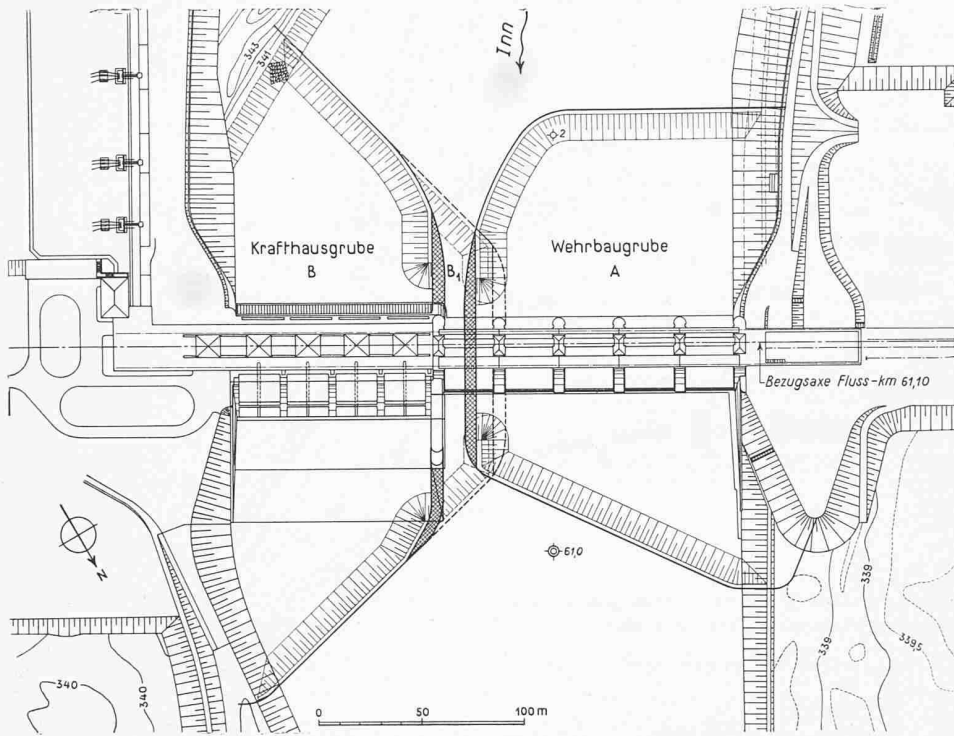 Inn
343
341
2
Krafthausgrube
B
B1
Wehrbaugrube
A
Bezugsaxe Fluss-km 61,10
N
61,0
339
339
339,5
340
340
0 50 100 m